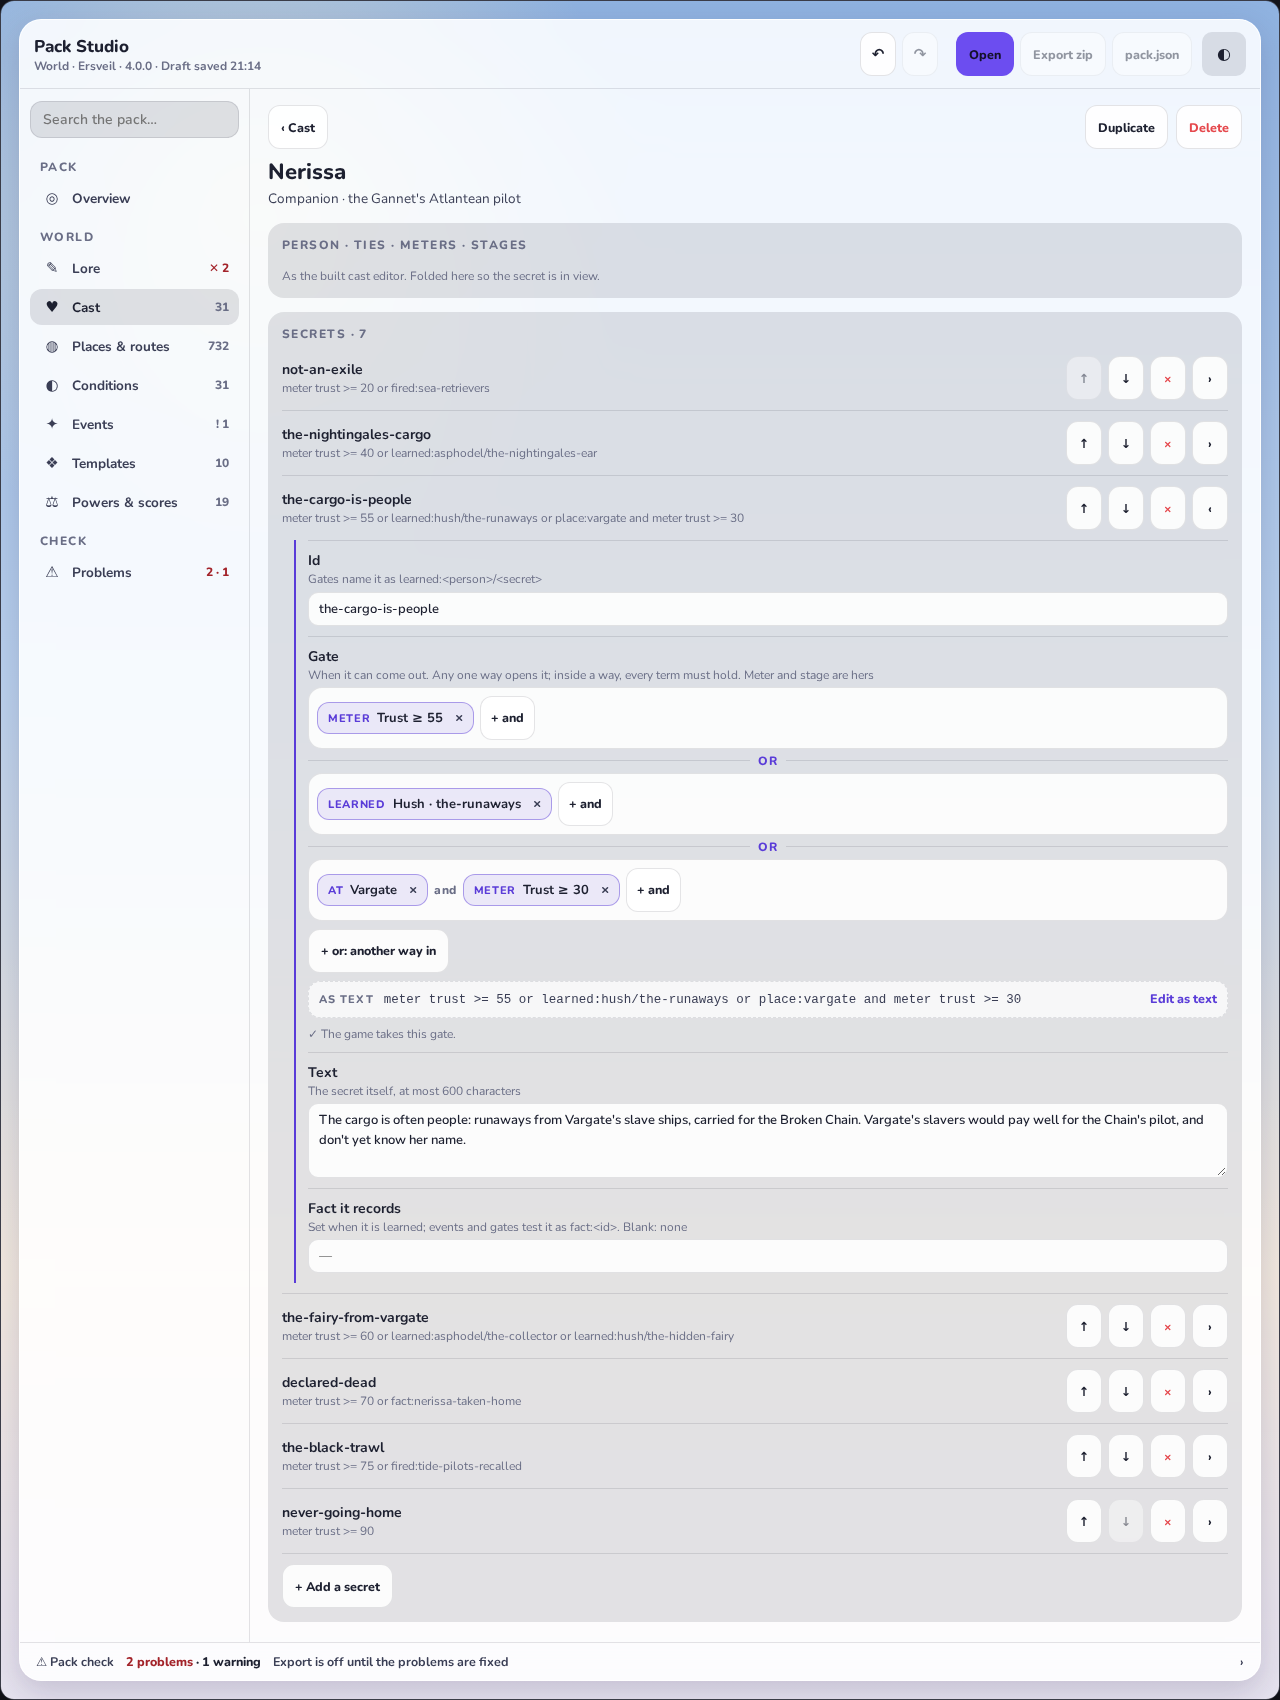 Pack Studio
World · Ersveil · 4.0.0 · Draft saved 21:14
↶ ↷ Open Export zip pack.json ◐
Search the pack...
PACK
◎ Overview
WORLD
✎ Lore × 2
♥ Cast 31
◍ Places & routes 732
◐ Conditions 31
✦ Events ! 1
❖ Templates 10
⚖ Powers & scores 19
CHECK
⚠ Problems 2 · 1
‹ Cast Duplicate Delete
Nerissa
Companion · the Gannet's Atlantean pilot
PERSON · TIES · METERS · STAGES
As the built cast editor. Folded here so the secret is in view.
SECRETS · 7
not-an-exile
meter trust >= 20 or fired:sea-retrievers
↑ ↓ × ›
the-nightingales-cargo
meter trust >= 40 or learned:asphodel/the-nightingales-ear
↑ ↓ × ›
the-cargo-is-people
meter trust >= 55 or learned:hush/the-runaways or place:vargate and meter trust >= 30
↑ ↓ × ‹
Id
Gates name it as learned:<person>/<secret>
the-cargo-is-people
Gate
When it can come out. Any one way opens it; inside a way, every term must hold. Meter and stage are hers
METER Trust ≥ 55 × + and
OR
LEARNED Hush · the-runaways × + and
OR
AT Vargate × and METER Trust ≥ 30 × + and
+ or: another way in
AS TEXT meter trust >= 55 or learned:hush/the-runaways or place:vargate and meter trust >= 30 Edit as text
✓ The game takes this gate.
Text
The secret itself, at most 600 characters
The cargo is often people: runaways from Vargate's slave ships, carried for the Broken Chain. Vargate's slavers would pay well for the Chain's pilot, and
don't yet know her name.
Fact it records
Set when it is learned; events and gates test it as fact:<id>. Blank: none
—
the-fairy-from-vargate
meter trust >= 60 or learned:asphodel/the-collector or learned:hush/the-hidden-fairy
↑ ↓ × ›
declared-dead
meter trust >= 70 or fact:nerissa-taken-home
↑ ↓ × ›
the-black-trawl
meter trust >= 75 or fired:tide-pilots-recalled
↑ ↓ × ›
never-going-home
meter trust >= 90
↑ ↓ × ›
+ Add a secret
⚠ Pack check 2 problems · 1 warning Export is off until the problems are fixed ›